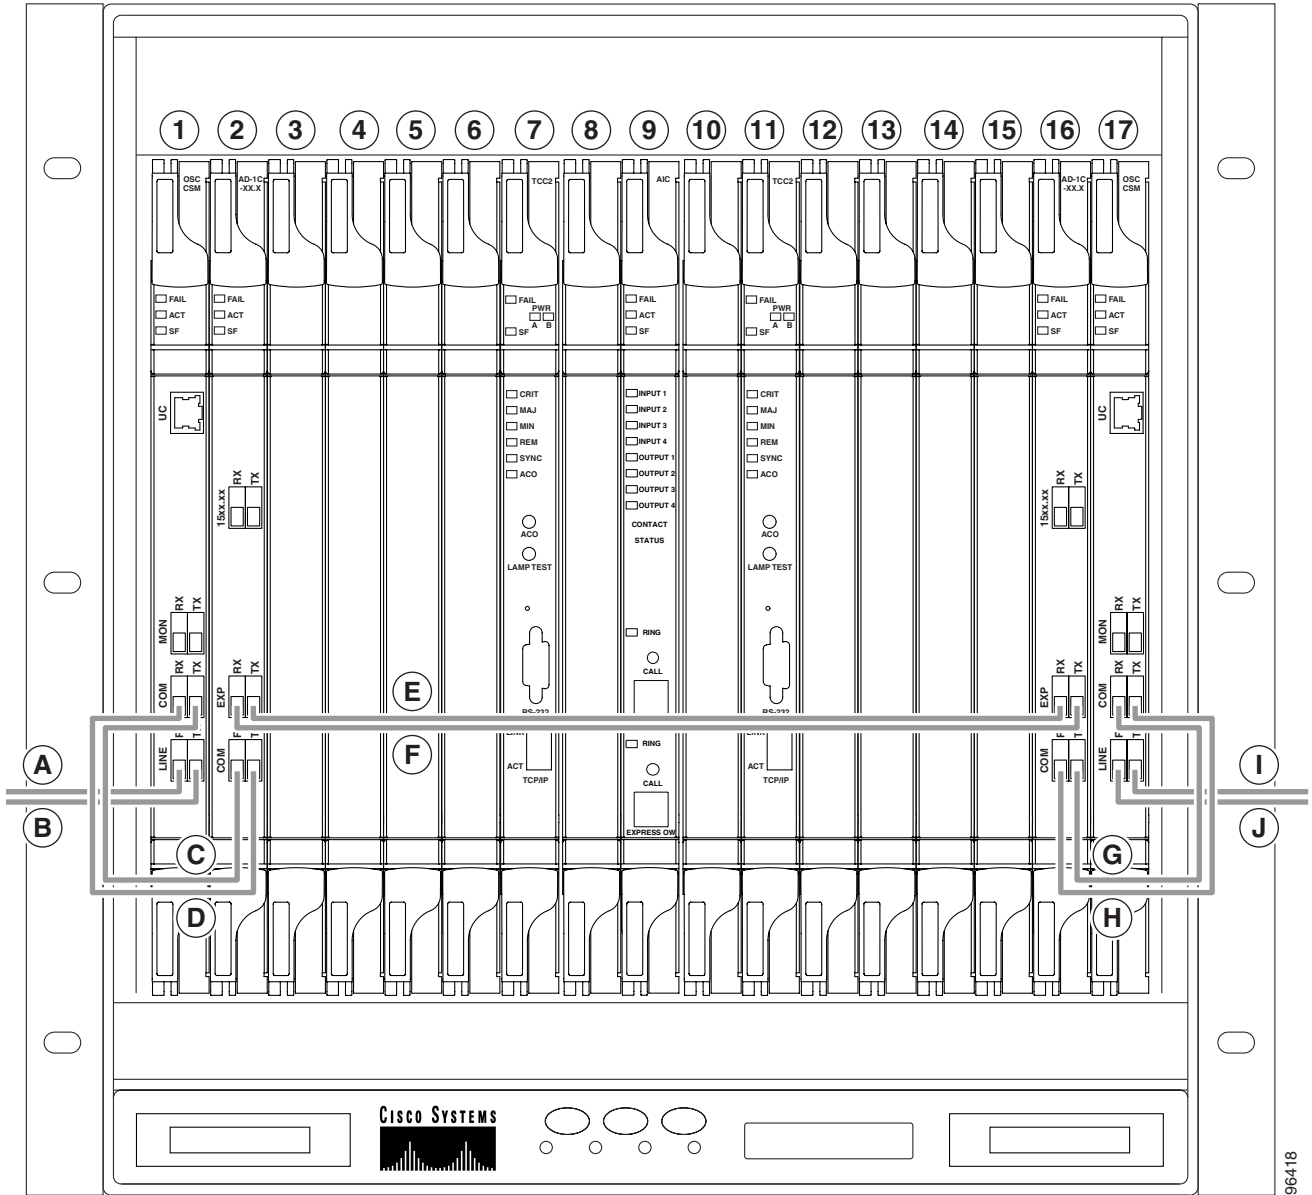 1 2 3 4 5 6 7 8 9 10 11 12 13 14 15 16 17
OSC CSM
AD-1C -XX.X
TCC2
AIC
TCC2
AD-1C -XX.X
OSC CSM
FAIL
ACT
SF
FAIL
ACT
SF
FAIL
PWR
A B
SF
FAIL
ACT
SF
FAIL
PWR
A B
SF
FAIL
ACT
SF
FAIL
ACT
SF
UC
MON
RX
TX
COM
RX
TX
LINE
15xx.xx
RX
TX
EXP
RX
TX
COM
CRIT
MAJ
MIN
REM
SYNC
ACO
ACO
LAMP TEST
RS-232
ACT
TCP/IP
INPUT 1
INPUT 2
INPUT 3
INPUT 4
OUTPUT 1
OUTPUT 2
OUTPUT 3
OUTPUT 4
CONTACT
STATUS
RING
CALL
RING
CALL
EXPRESS OW
CRIT
MAJ
MIN
REM
SYNC
ACO
ACO
LAMP TEST
RS-232
ACT
TCP/IP
15xx.xx
RX
TX
EXP
RX
TX
COM
UC
MON
RX
TX
COM
RX
TX
LINE
A
B
C
D
E
F
G
H
I
J
CISCO SYSTEMS
96418